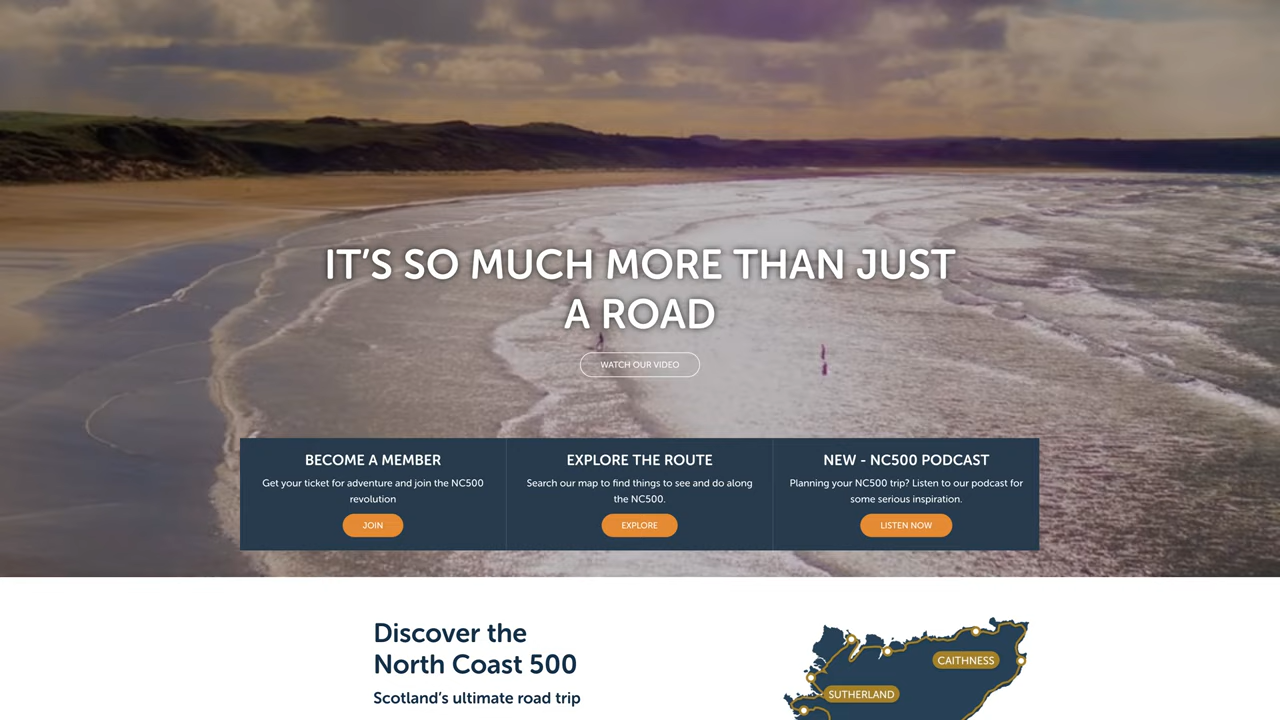 IT’S SO MUCH MORE THAN JUST
A ROAD
WATCH OUR VIDEO
BECOME A MEMBER
Get your ticket for adventure and join the NC500
revolution
JOIN
EXPLORE THE ROUTE
Search our map to find things to see and do along
the NC500.
EXPLORE
NEW - NC500 PODCAST
Planning your NC500 trip? Listen to our podcast for
some serious inspiration.
LISTEN NOW
Discover the
North Coast 500
Scotland’s ultimate road trip
CAITHNESS
SUTHERLAND